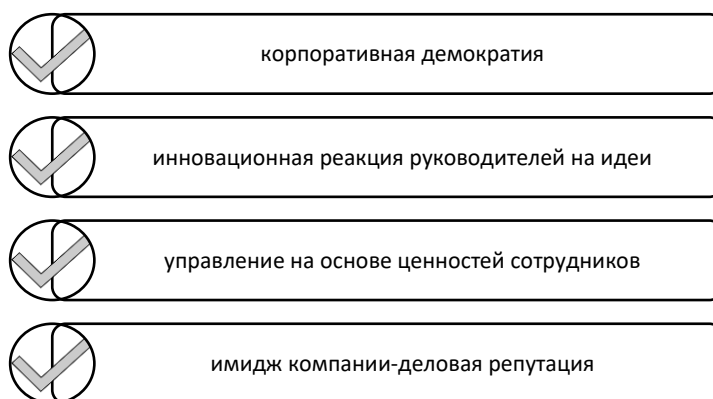 корпоративная демократия
инновационная реакция руководителей на идеи
управление на основе ценностей сотрудников
имидж компании-деловая репутация